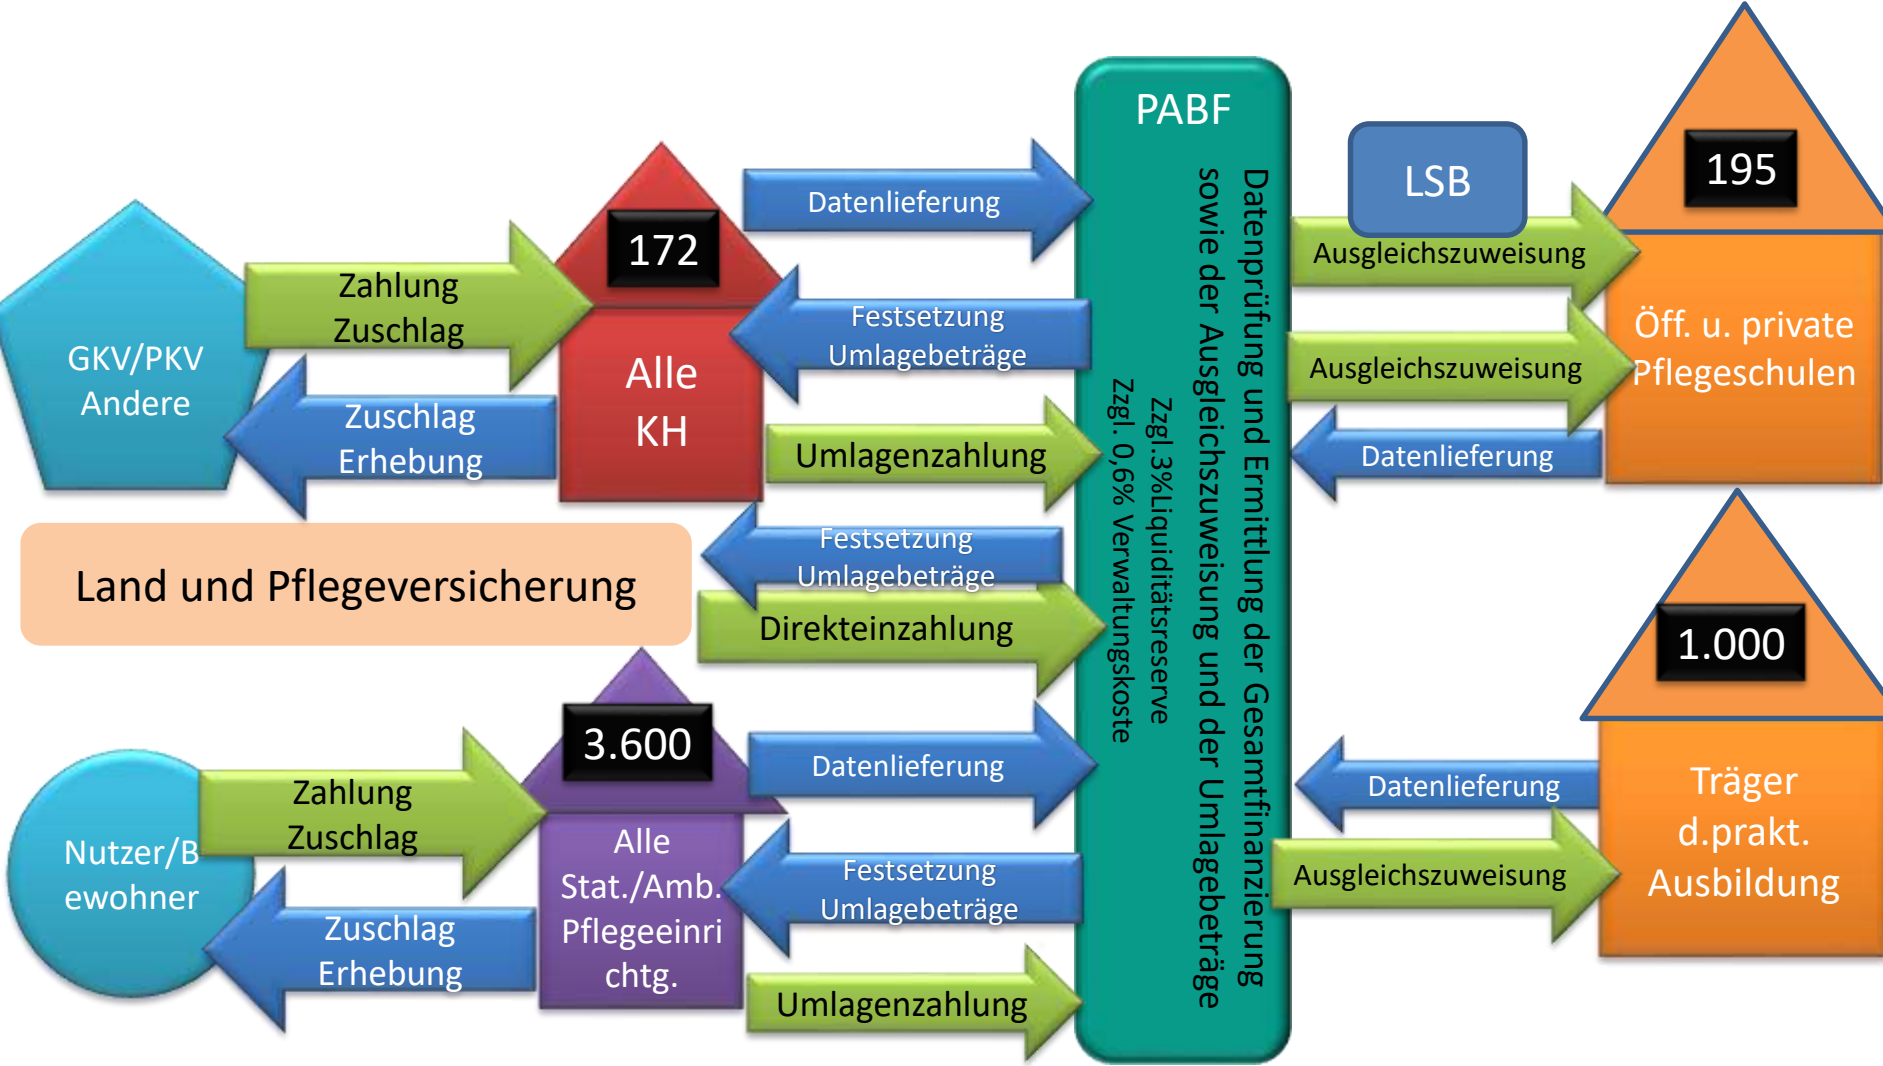 GKV/PKV
Andere
Zahlung
Zuschlag
Zuschlag
Erhebung
172
Alle
KH
Datenlieferung
Festsetzung
Umlagebeträge
Umlagenzahlung
Land und Pflegeversicherung
Festsetzung
Umlagebeträge
Direkteinzahlung
Nutzer/B
ewohner
Zahlung
Zuschlag
Zuschlag
Erhebung
3.600
Alle
Stat./Amb.
Pflegeeinri
chtg.
Datenlieferung
Festsetzung
Umlagebeträge
Umlagenzahlung
PABF
Datenprüfung und Ermittlung der Gesamtfinanzierung
sowie der Ausgleichszuweisung und der Umlagebeträge
Zzgl.3%Liquiditätsreserve
Zzgl. 0,6% Verwaltungskoste
LSB
Ausgleichszuweisung
Ausgleichszuweisung
Datenlieferung
195
Öff. u. private
Pflegeschulen
Datenlieferung
Ausgleichszuweisung
1.000
Träger
d.prakt.
Ausbildung